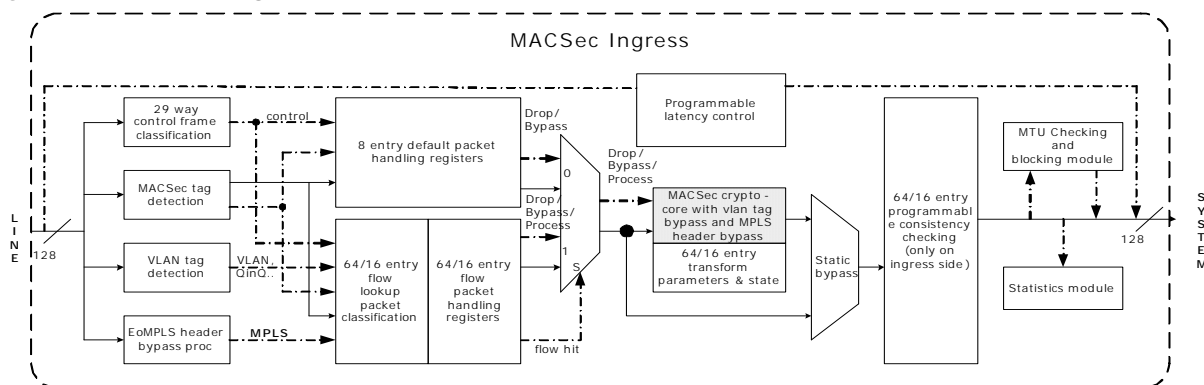 MACSec Ingress
29 way
control frame
classification
control
MACSec tag
detection
VLAN tag
detection
VLAN,
QinQ..
EoMPLS header
bypass proc
MPLS
LINE
128
8 entry default packet
handling registers
64/16 entry
flow
lookup
packet
classification
64/16 entry
flow
packet
handling
registers
Drop/
Bypass
0
Drop/
Bypass/
Process
1
S
flow hit
Drop/
Bypass/
Process
Programmable
latency control
MACSec crypto -
core with vlan tag
bypass and MPLS
header bypass
64/16 entry
transform
parameters & state
Static
bypass
64/16 entry
programmabl
e consistency
checking
(only on
ingress side)
MTU Checking
and
blocking module
Statistics module
128
SYSTEM